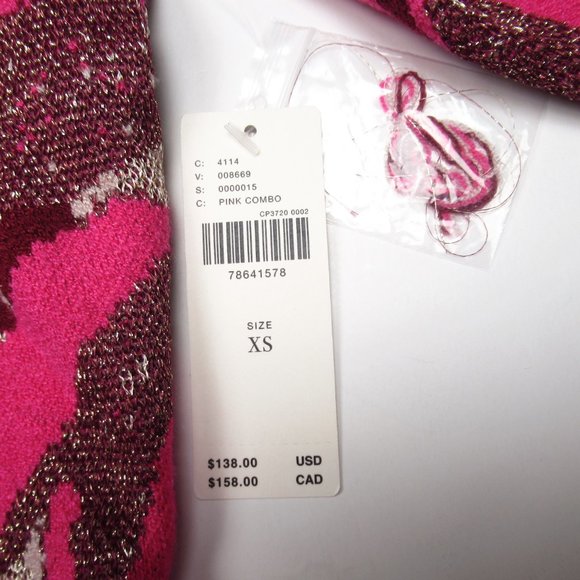 C: 4114
V: 008669
S: 0000015
C: PINK COMBO
CP3720 0002
78641578
SIZE
XS
$138.00 USD
$158.00 CAD